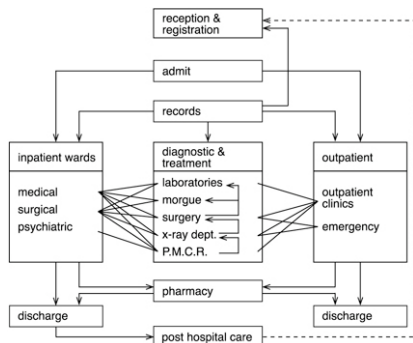 reception &
registration
admit
records
inpatient wards
medical
surgical
psychiatric
diagnostic &
treatment
laboratories
morgue
surgery
x-ray dept.
P.M.C.R.
outpatient
outpatient
clinics
emergency
pharmacy
discharge
discharge
post hospital care